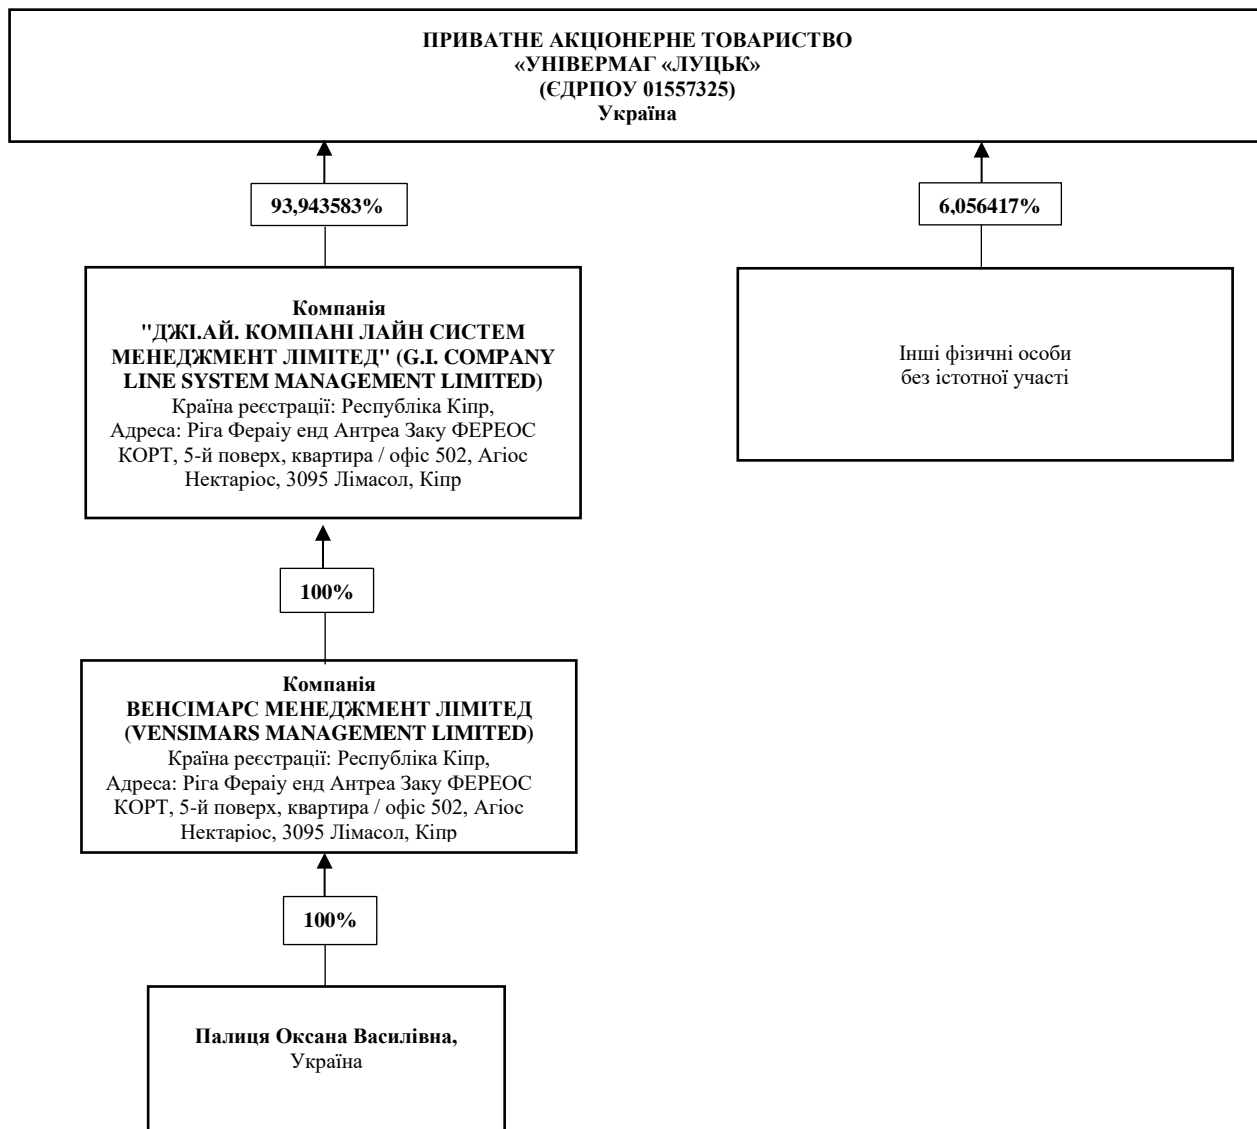 ПРИВАТНЕ АКЦІОНЕРНЕ ТОВАРИСТВО
«УНІВЕРМАГ «ЛУЦЬК»
(ЄДРПОУ 01557325)
Україна
93,943583%
6,056417%
Компанія
"ДЖІ.АЙ. КОМПАНІ ЛАЙН СИСТЕМ
МЕНЕДЖМЕНТ ЛІМІТЕД" (G.I. COMPANY
LINE SYSTEM MANAGEMENT LIMITED)
Країна реєстрації: Республіка Кіпр,
Адреса: Ріга Фераіу енд Антреа Заку ФЕРЕОС
КОРТ, 5-й поверх, квартира / офіс 502, Агіос
Нектаріос, 3095 Лімасол, Кіпр
Інші фізичні особи
без істотної участі
100%
Компанія
ВЕНСІМАРС МЕНЕДЖМЕНТ ЛІМІТЕД
(VENSIMARS MANAGEMENT LIMITED)
Країна реєстрації: Республіка Кіпр,
Адреса: Ріга Фераіу енд Антреа Заку ФЕРЕОС
КОРТ, 5-й поверх, квартира / офіс 502, Агіос
Нектаріос, 3095 Лімасол, Кіпр
100%
Палиця Оксана Василівна,
Україна